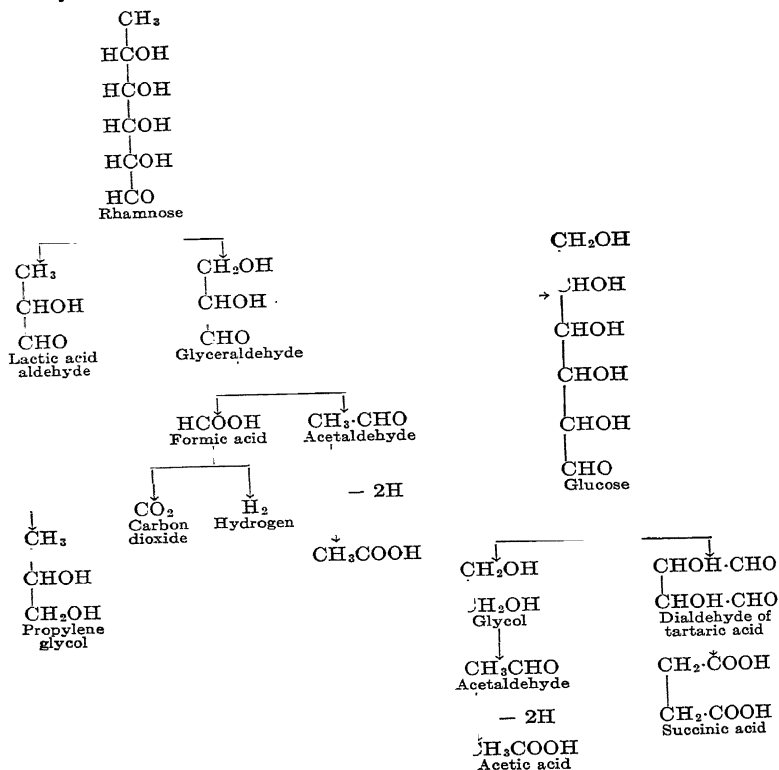 CH₃
HCOH
HCOH
HCOH
HCOH
HCO
Rhamnose
CH₃
CHOH
CHO
Lactic acid
aldehyde
CH₂OH
CHOH
CHO
Glyceraldehyde
HCOOH
Formic acid
CH₃·CHO
Acetaldehyde
CO₂
Carbon
dioxide
H₂
Hydrogen
— 2H
CH₃COOH
CH₃
CHOH
CH₂OH
Propylene
glycol
CH₂OH
CHOH
CHOH
CHOH
CHOH
CHO
Glucose
CH₂OH
CH₂OH
Glycol
CH₃CHO
Acetaldehyde
— 2H
CH₃COOH
Acetic acid
CHOH·CHO
CHOH·CHO
Dialdehyde of
tartaric acid
CH₂·COOH
CH₂·COOH
Succinic acid